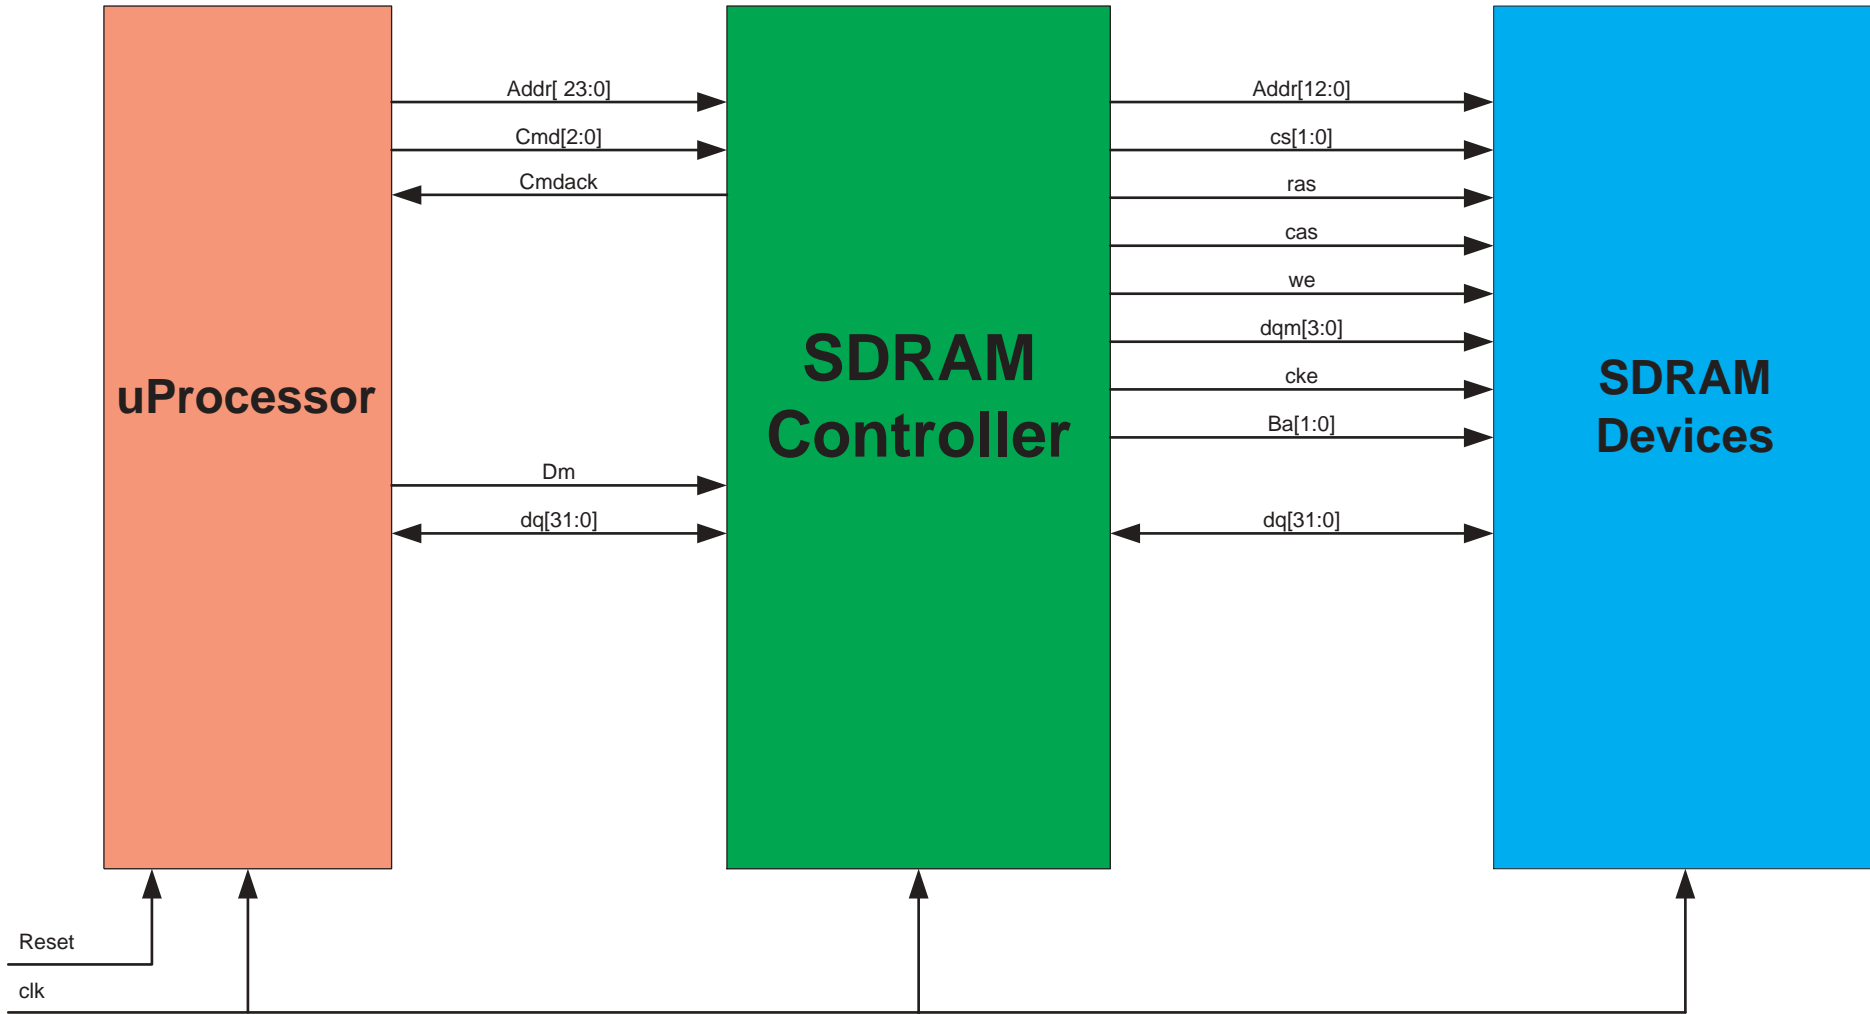 Addr[ 23:0]
Cmd[2:0]
Cmdack
Dm
dq[31:0]
uProcessor
SDRAM
Controller
Addr[12:0]
cs[1:0]
ras
cas
we
dqm[3:0]
cke
Ba[1:0]
dq[31:0]
SDRAM
Devices
Reset
clk